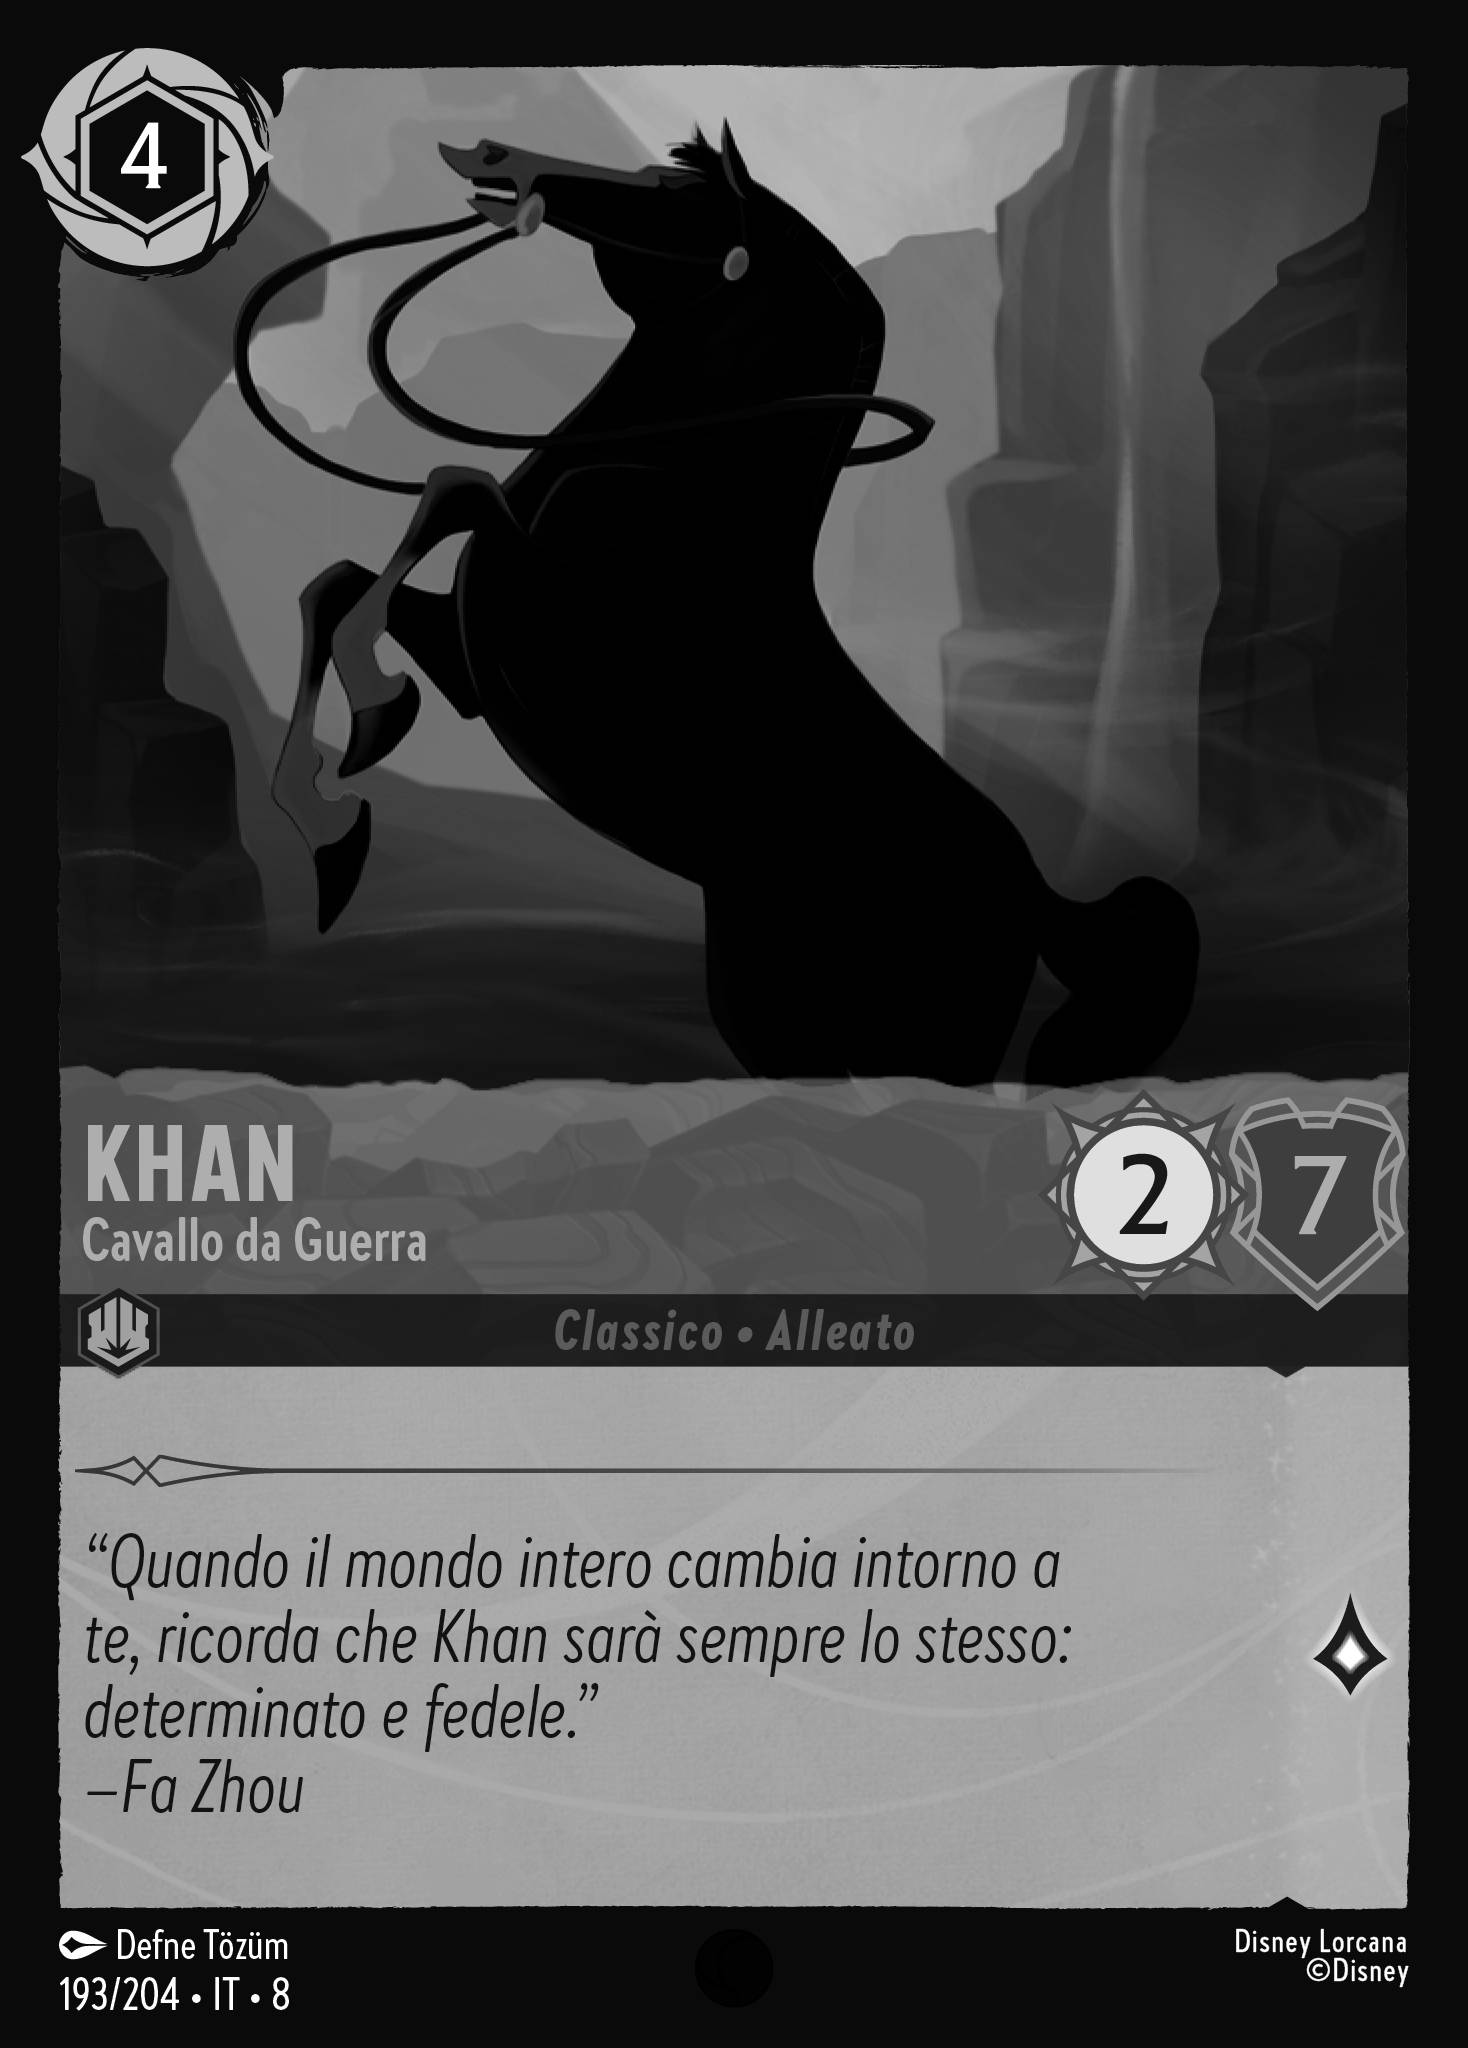 4
KHAN
Cavallo da Guerra
2
7
Classico • Alleato
“Quando il mondo intero cambia intorno a
te, ricorda che Khan sarà sempre lo stesso:
determinato e fedele.”
–Fa Zhou
Defne Tözüm
193/204 • IT • 8
Disney Lorcana
©Disney